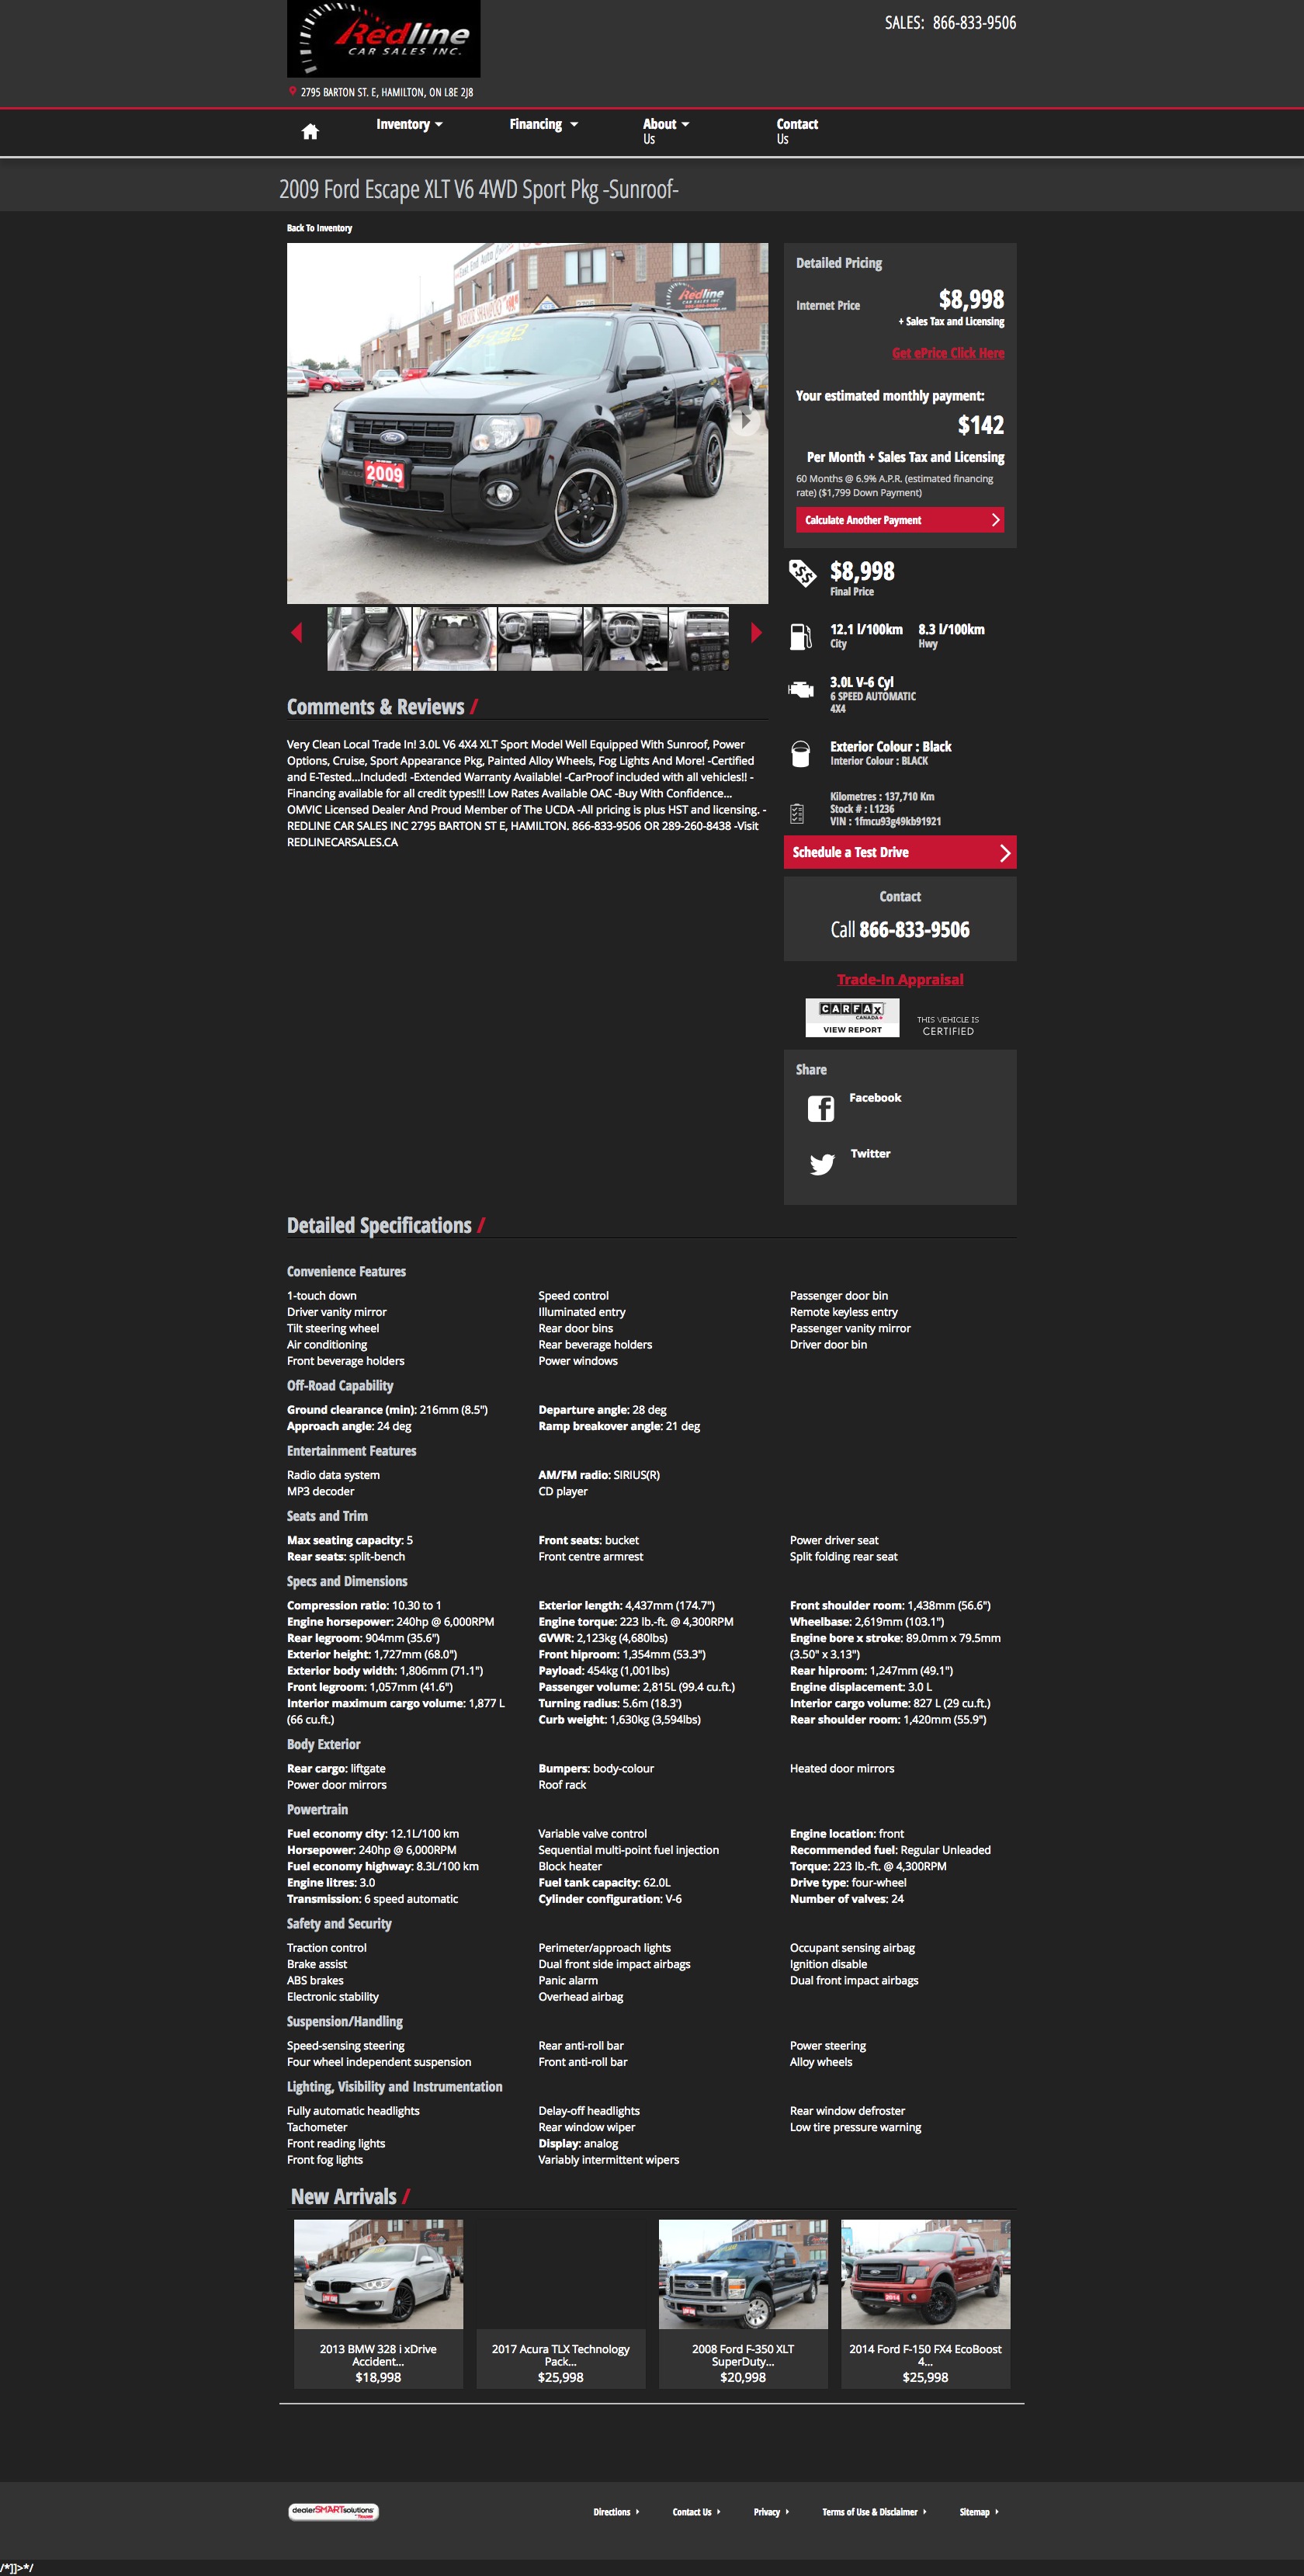 Redline
CAR SALES INC.
SALES: 866-833-9506
2795 BARTON ST. E, HAMILTON, ON L8E 2J8
Inventory
Financing
About
Us
Contact
Us
2009 Ford Escape XLT V6 4WD Sport Pkg -Sunroof-
Back To Inventory
East End Auto
Redline
CAR SALES INC.
2009
Detailed Pricing
Internet Price
$8,998
+ Sales Tax and Licensing
Get ePrice Click Here
Your estimated monthly payment:
$142
Per Month + Sales Tax and Licensing
60 Months @ 6.9% A.P.R. (estimated financing
rate) ($1,799 Down Payment)
Calculate Another Payment
$8,998
Final Price
12.1 l/100km 8.3 l/100km
City Hwy
3.0L V-6 Cyl
6 SPEED AUTOMATIC
4X4
Exterior Colour : Black
Interior Colour : BLACK
Kilometres : 137,710 Km
Stock # : L1236
VIN : 1fmcu93g49kb91921
Schedule a Test Drive
Contact
Call 866-833-9506
Trade-In Appraisal
CARFAX
CANADA
VIEW REPORT
THIS VEHICLE IS
CERTIFIED
Share
Facebook
Twitter
Comments & Reviews /
Very Clean Local Trade In! 3.0L V6 4X4 XLT Sport Model Well Equipped With Sunroof, Power
Options, Cruise, Sport Appearance Pkg, Painted Alloy Wheels, Fog Lights And More! -Certified
and E-Tested...Included! -Extended Warranty Available! -CarProof included with all vehicles!! -
Financing available for all credit types!!! Low Rates Available OAC -Buy With Confidence...
OMVIC Licensed Dealer And Proud Member of The UCDA -All pricing is plus HST and licensing. -
REDLINE CAR SALES INC 2795 BARTON ST E, HAMILTON. 866-833-9506 OR 289-260-8438 -Visit
REDLINECARSALES.CA
Detailed Specifications /
Convenience Features
1-touch down Speed control Passenger door bin
Driver vanity mirror Illuminated entry Remote keyless entry
Tilt steering wheel Rear door bins Passenger vanity mirror
Air conditioning Rear beverage holders Driver door bin
Front beverage holders Power windows
Off-Road Capability
Ground clearance (min): 216mm (8.5") Departure angle: 28 deg
Approach angle: 24 deg Ramp breakover angle: 21 deg
Entertainment Features
Radio data system AM/FM radio: SIRIUS(R)
MP3 decoder CD player
Seats and Trim
Max seating capacity: 5 Front seats: bucket Power driver seat
Rear seats: split-bench Front centre armrest Split folding rear seat
Specs and Dimensions
Compression ratio: 10.30 to 1 Exterior length: 4,437mm (174.7") Front shoulder room: 1,438mm (56.6")
Engine horsepower: 240hp @ 6,000RPM Engine torque: 223 lb.-ft. @ 4,300RPM Wheelbase: 2,619mm (103.1")
Rear legroom: 904mm (35.6") GVWR: 2,123kg (4,680lbs) Engine bore x stroke: 89.0mm x 79.5mm
Exterior height: 1,727mm (68.0") Front hiproom: 1,354mm (53.3") (3.50" x 3.13")
Exterior body width: 1,806mm (71.1") Payload: 454kg (1,001lbs) Rear hiproom: 1,247mm (49.1")
Front legroom: 1,057mm (41.6") Passenger volume: 2,815L (99.4 cu.ft.) Engine displacement: 3.0 L
Interior maximum cargo volume: 1,877 L Turning radius: 5.6m (18.3') Interior cargo volume: 827 L (29 cu.ft.)
(66 cu.ft.) Curb weight: 1,630kg (3,594lbs) Rear shoulder room: 1,420mm (55.9")
Body Exterior
Rear cargo: liftgate Bumpers: body-colour Heated door mirrors
Power door mirrors Roof rack
Powertrain
Fuel economy city: 12.1L/100 km Variable valve control Engine location: front
Horsepower: 240hp @ 6,000RPM Sequential multi-point fuel injection Recommended fuel: Regular Unleaded
Fuel economy highway: 8.3L/100 km Block heater Torque: 223 lb.-ft. @ 4,300RPM
Engine litres: 3.0 Fuel tank capacity: 62.0L Drive type: four-wheel
Transmission: 6 speed automatic Cylinder configuration: V-6 Number of valves: 24
Safety and Security
Traction control Perimeter/approach lights Occupant sensing airbag
Brake assist Dual front side impact airbags Ignition disable
ABS brakes Panic alarm Dual front impact airbags
Electronic stability Overhead airbag
Suspension/Handling
Speed-sensing steering Rear anti-roll bar Power steering
Four wheel independent suspension Front anti-roll bar Alloy wheels
Lighting, Visibility and Instrumentation
Fully automatic headlights Delay-off headlights Rear window defroster
Tachometer Rear window wiper Low tire pressure warning
Front reading lights Display: analog
Front fog lights Variably intermittent wipers
New Arrivals /
2013 BMW 328 i xDrive
Accident...
$18,998
2017 Acura TLX Technology
Pack...
$25,998
2008 Ford F-350 XLT
SuperDuty...
$20,998
2014 Ford F-150 FX4 EcoBoost
4...
$25,998
dealerSMARTsolutions
Directions Contact Us Privacy Terms of Use & Disclaimer Sitemap
/*]]>*/